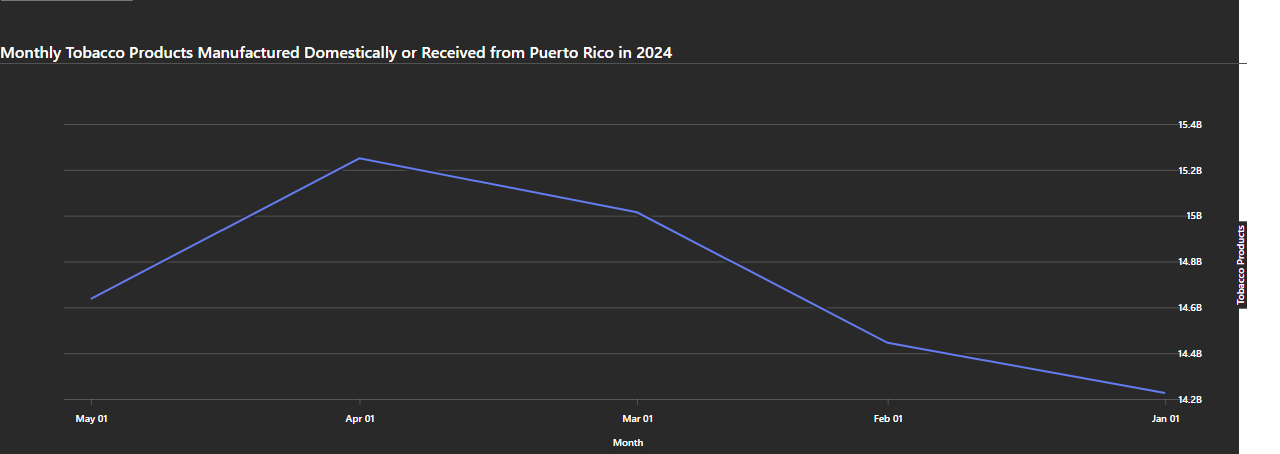 Monthly Tobacco Products Manufactured Domestically or Received from Puerto Rico in 2024
15.4B
15.2B
15B
14.8B
14.6B
14.4B
14.2B
Tobacco Products
May 01 Apr 01 Mar 01 Feb 01 Jan 01
Month